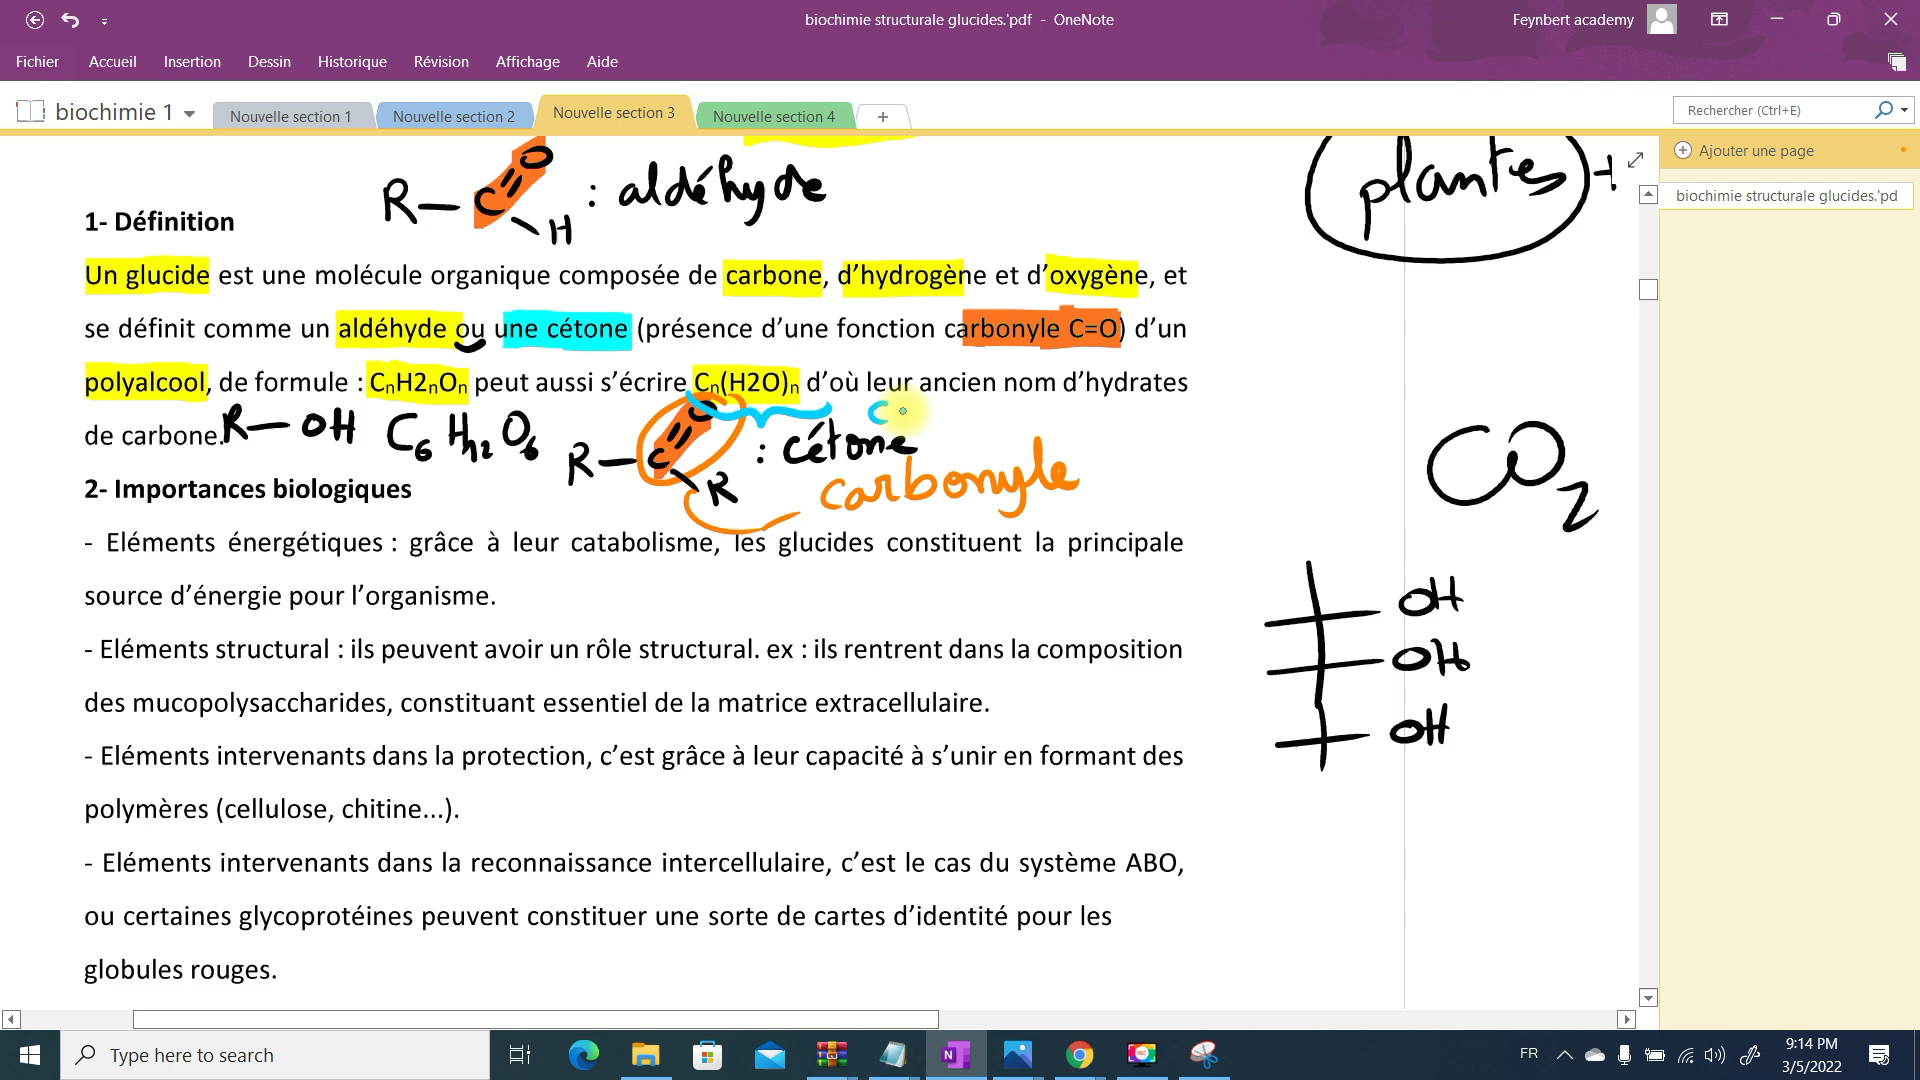 biochimie structurale glucides.'pdf - OneNote
Feynbert academy
Fichier Accueil Insertion Dessin Historique Révision Affichage Aide
biochimie 1 Nouvelle section 1 Nouvelle section 2 Nouvelle section 3 Nouvelle section 4 +
Rechercher (Ctrl+E)
Ajouter une page
biochimie structurale glucides.'pd
plantes +
R—C=O : aldéhyde
H
1- Définition
Un glucide est une molécule organique composée de carbone, d’hydrogène et d’oxygène, et
se définit comme un aldéhyde ou une cétone (présence d’une fonction carbonyle C=O) d’un
polyalcool, de formule : CₙH2ₙOₙ peut aussi s’écrire Cₙ(H2O)ₙ d’où leur ancien nom d’hydrates
de carbone. R—OH C₆H₁₂O₆ R—C=O : cétone
R
C
carbonyle
CO₂
2- Importances biologiques
- Eléments énergétiques : grâce à leur catabolisme, les glucides constituent la principale
source d’énergie pour l’organisme.
OH
- Eléments structural : ils peuvent avoir un rôle structural. ex : ils rentrent dans la composition
OH
des mucopolysaccharides, constituant essentiel de la matrice extracellulaire.
OH
- Eléments intervenants dans la protection, c’est grâce à leur capacité à s’unir en formant des
polymères (cellulose, chitine...).
- Eléments intervenants dans la reconnaissance intercellulaire, c’est le cas du système ABO,
ou certaines glycoprotéines peuvent constituer une sorte de cartes d’identité pour les
globules rouges.
Type here to search
FR
9:14 PM
3/5/2022